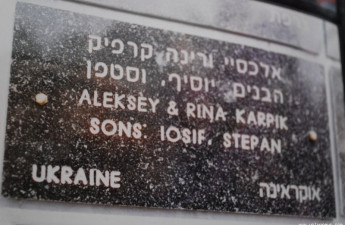 אלכסיי ורינה קרפיק
הבנים: יוסיף, וסטפן
ALEKSEY & RINA KARPIK
SONS: IOSIF, STEPAN
UKRAINE אוקראינה